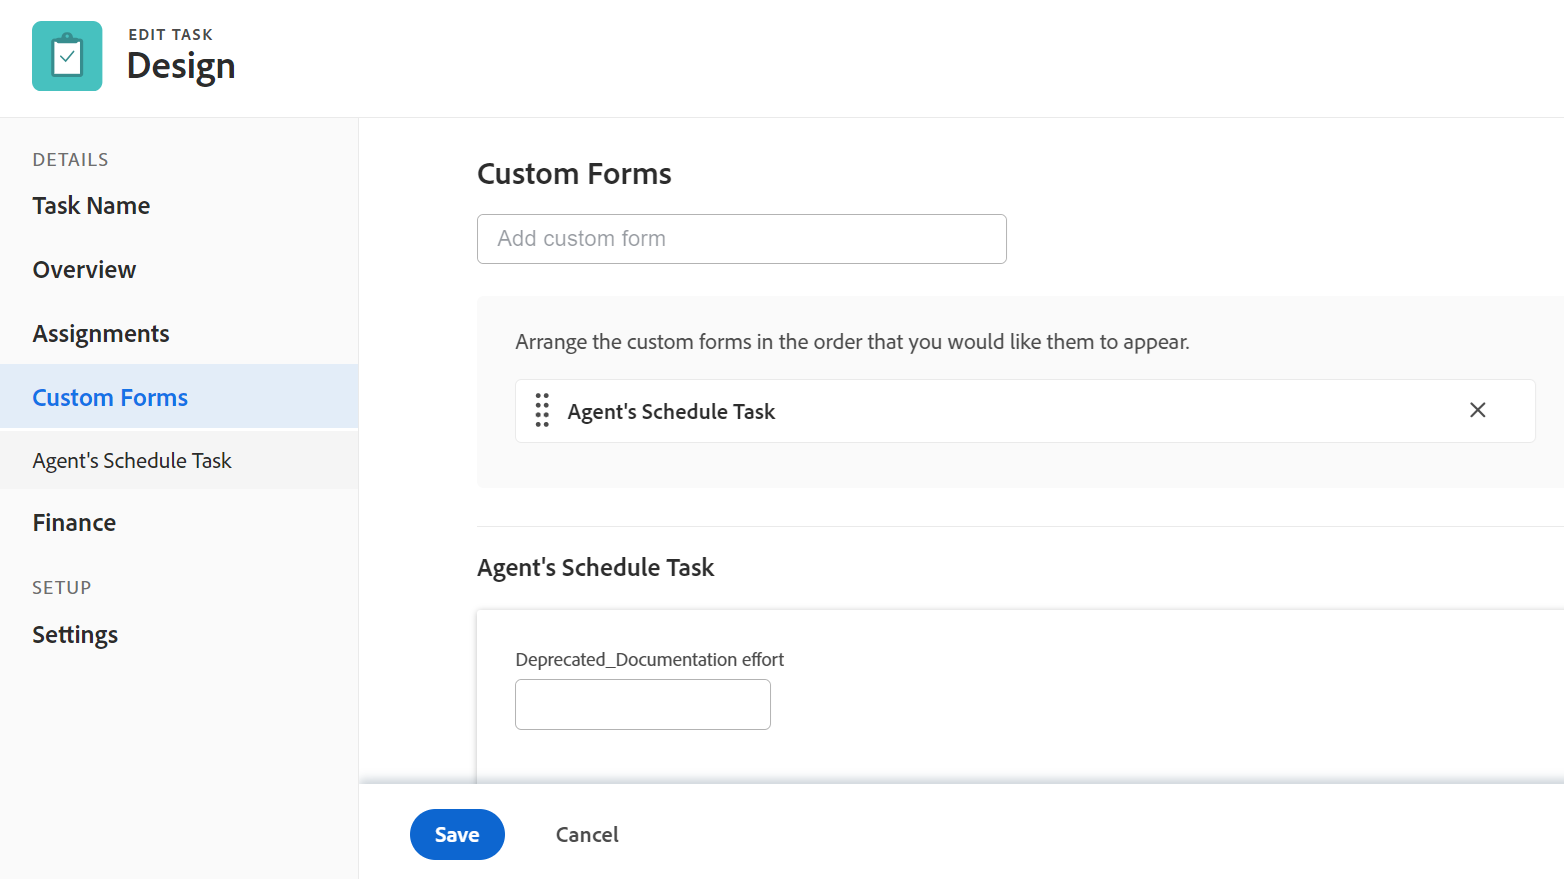 EDIT TASK
Design
DETAILS
Task Name
Overview
Assignments
Custom Forms
Agent's Schedule Task
Finance
SETUP
Settings
Custom Forms
Add custom form
Arrange the custom forms in the order that you would like them to appear.
Agent's Schedule Task
Agent's Schedule Task
Deprecated_Documentation effort
Save
Cancel